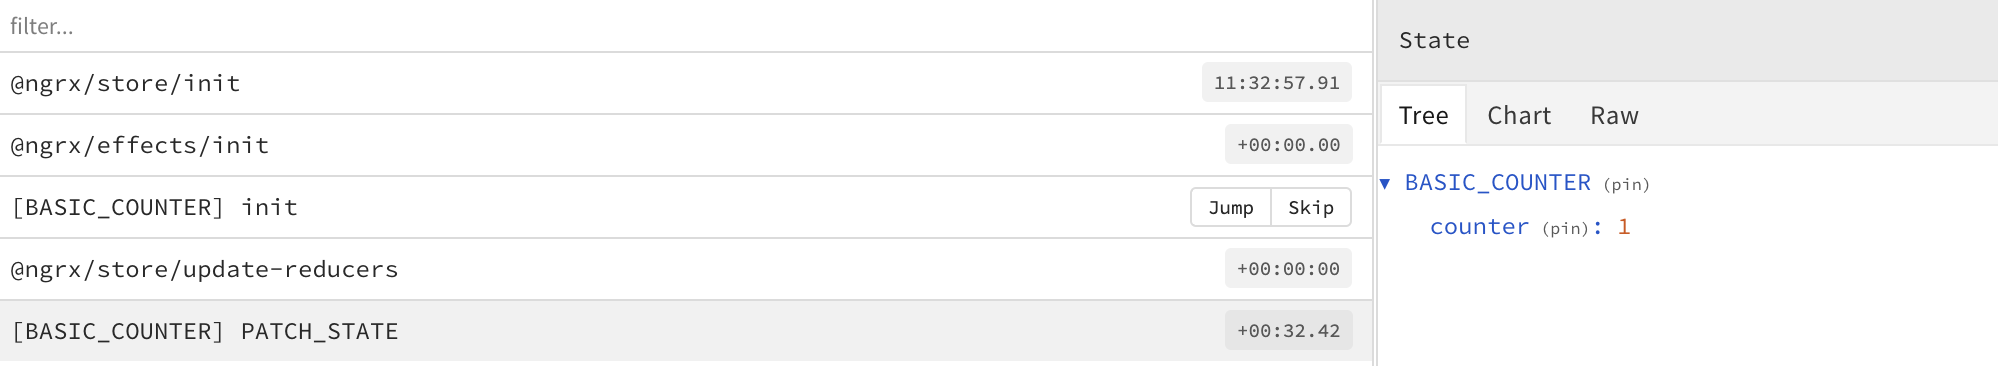 filter...
@ngrx/store/init 11:32:57.91
@ngrx/effects/init +00:00.00
[BASIC_COUNTER] init Jump Skip
@ngrx/store/update-reducers +00:00:00
[BASIC_COUNTER] PATCH_STATE +00:32.42
State
Tree Chart Raw
▼ BASIC_COUNTER (pin)
counter (pin): 1